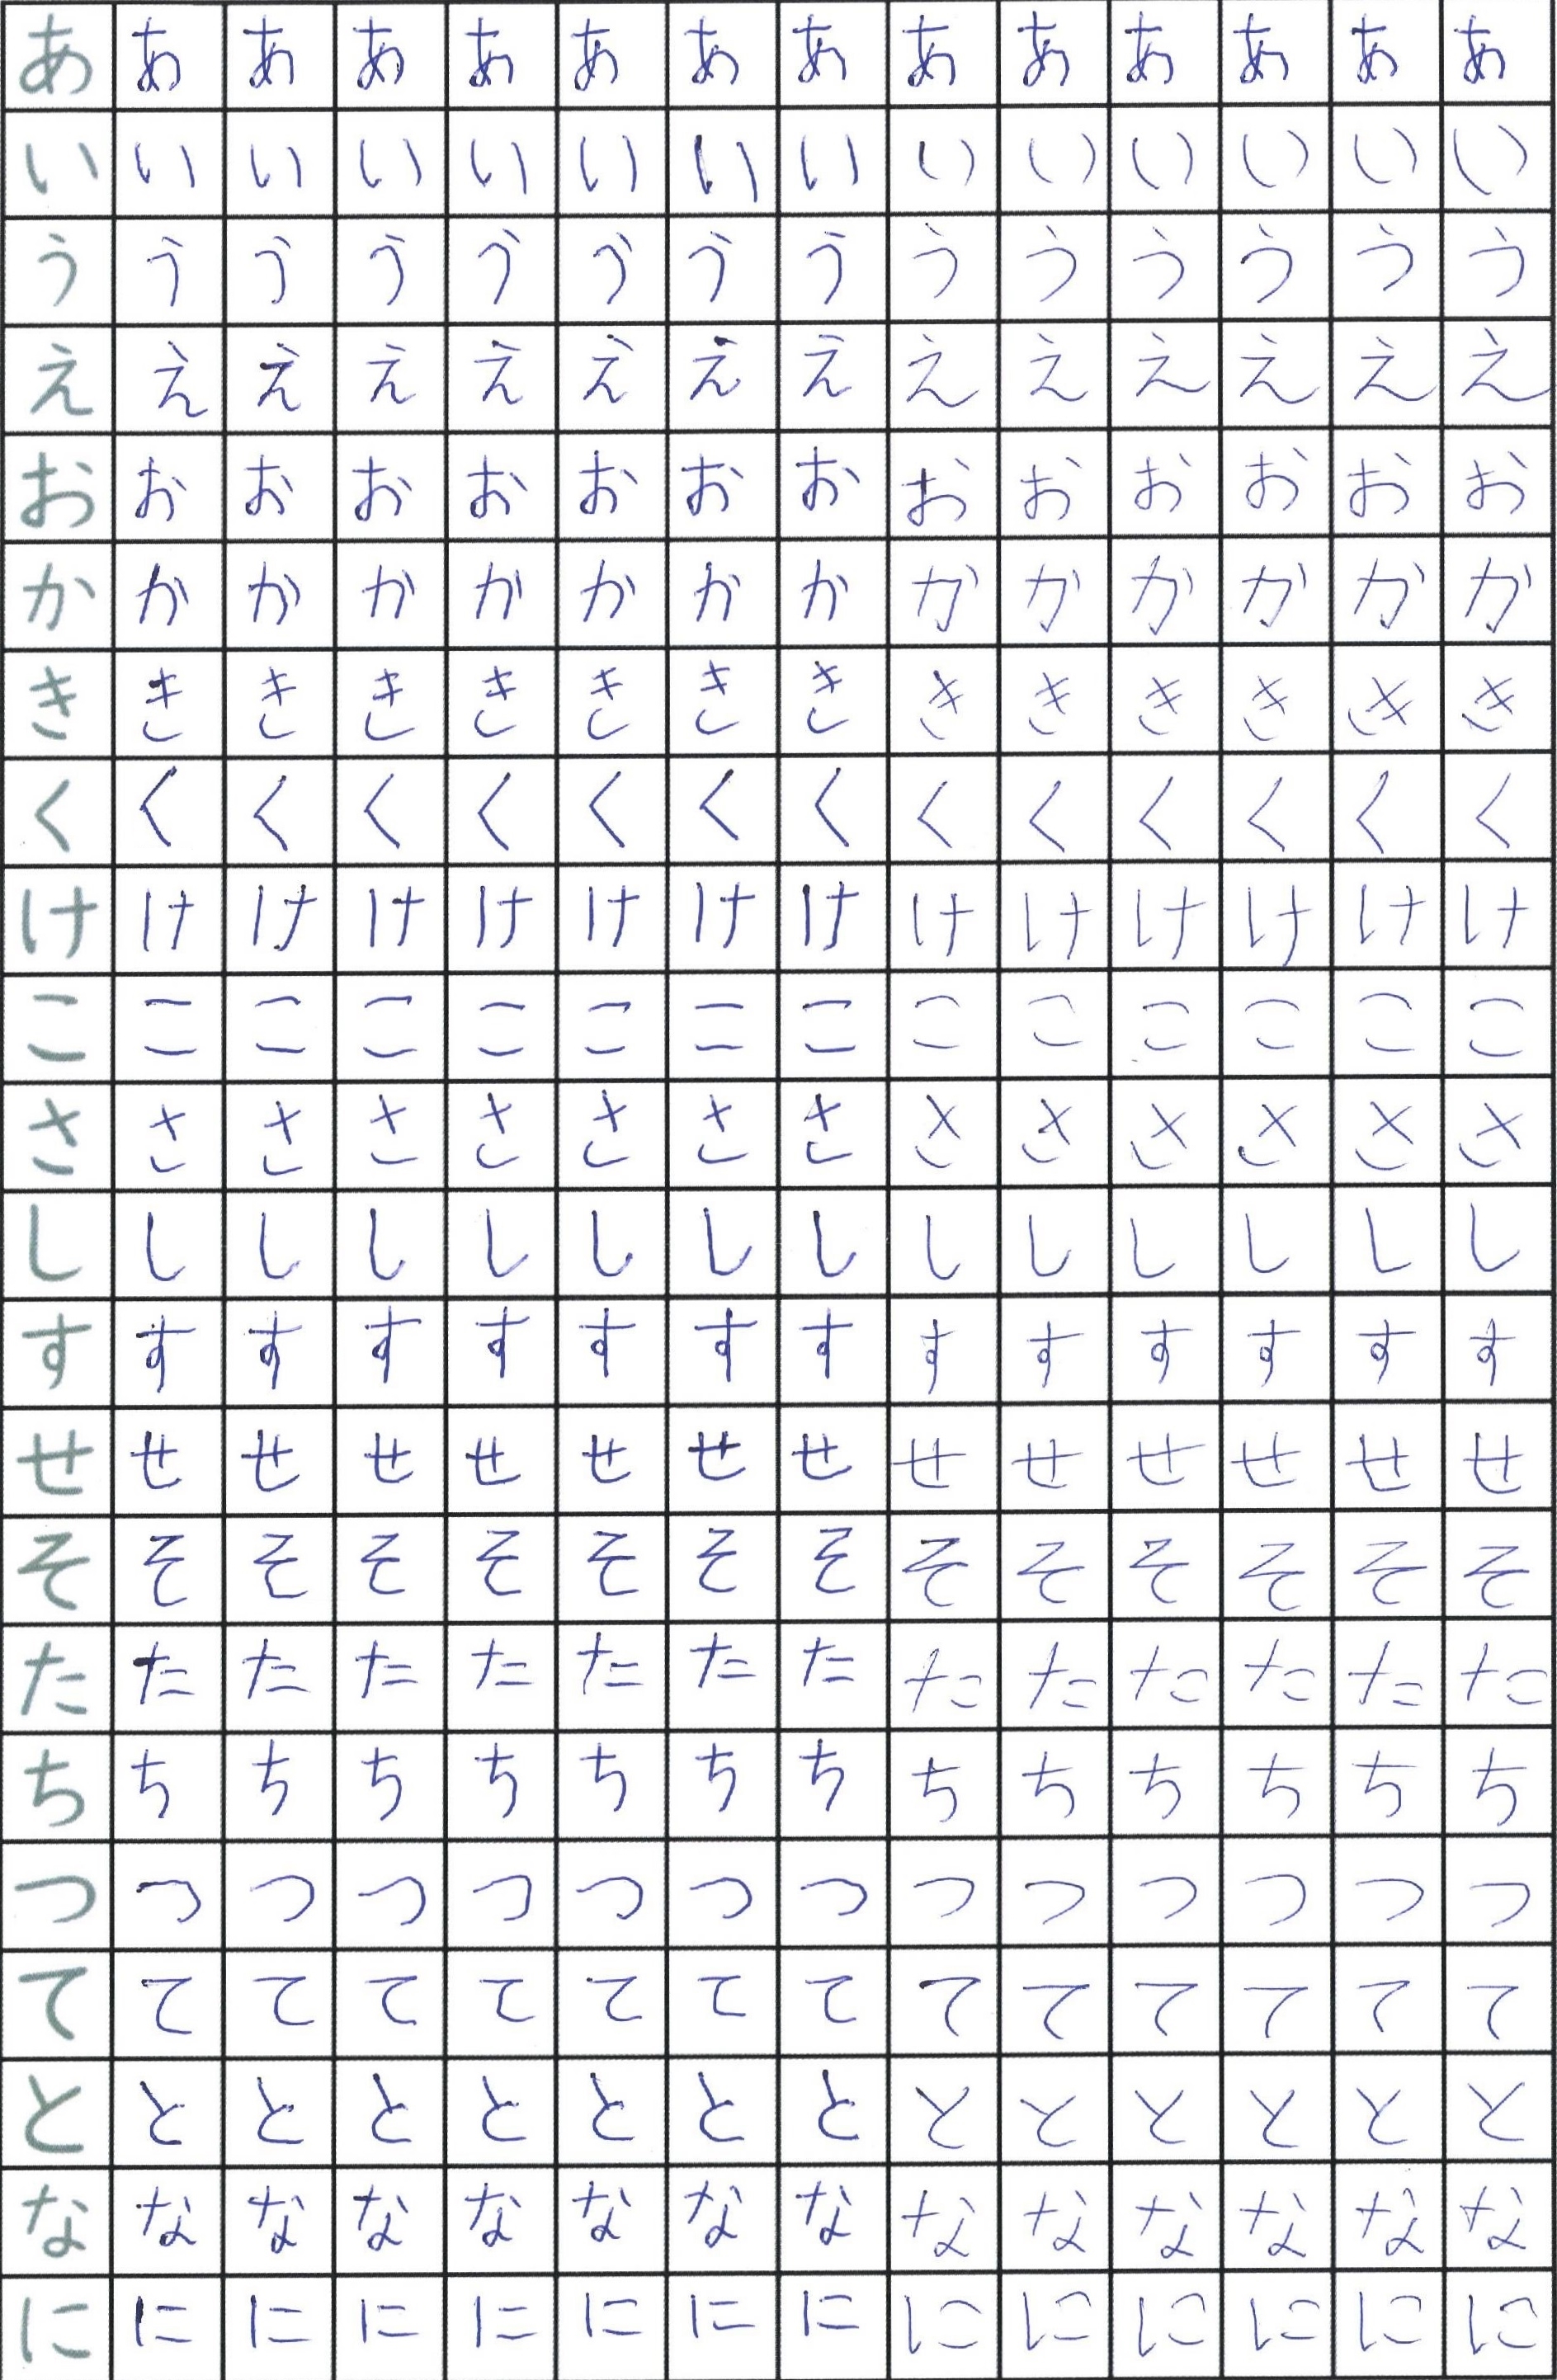 あ あ あ あ あ あ あ あ あ あ あ あ あ あ
い い い い い い い い い い い い い い
う う う う う う う う う う う う う う
え え え え え え え え え え え え え え
お お お お お お お お お お お お お お
か か か か か か か か か か か か か か
き き き き き き き き き き き き き き
く く く く く く く く く く く く く く
け け け け け け け け け け け け け け
こ こ こ こ こ こ こ こ こ こ こ こ こ こ
さ さ さ さ さ さ さ さ さ さ さ さ さ さ
し し し し し し し し し し し し し し
す す す す す す す す す す す す す す
せ せ せ せ せ せ せ せ せ せ せ せ せ せ
そ そ そ そ そ そ そ そ そ そ そ そ そ そ
た た た た た た た た た た た た た た
ち ち ち ち ち ち ち ち ち ち ち ち ち ち
つ つ つ つ つ つ つ つ つ つ つ つ つ つ
て て て て て て て て て て て て て て
と と と と と と と と と と と と と と
な な な な な な な な な な な な な な
に に に に に に に に に に に に に に